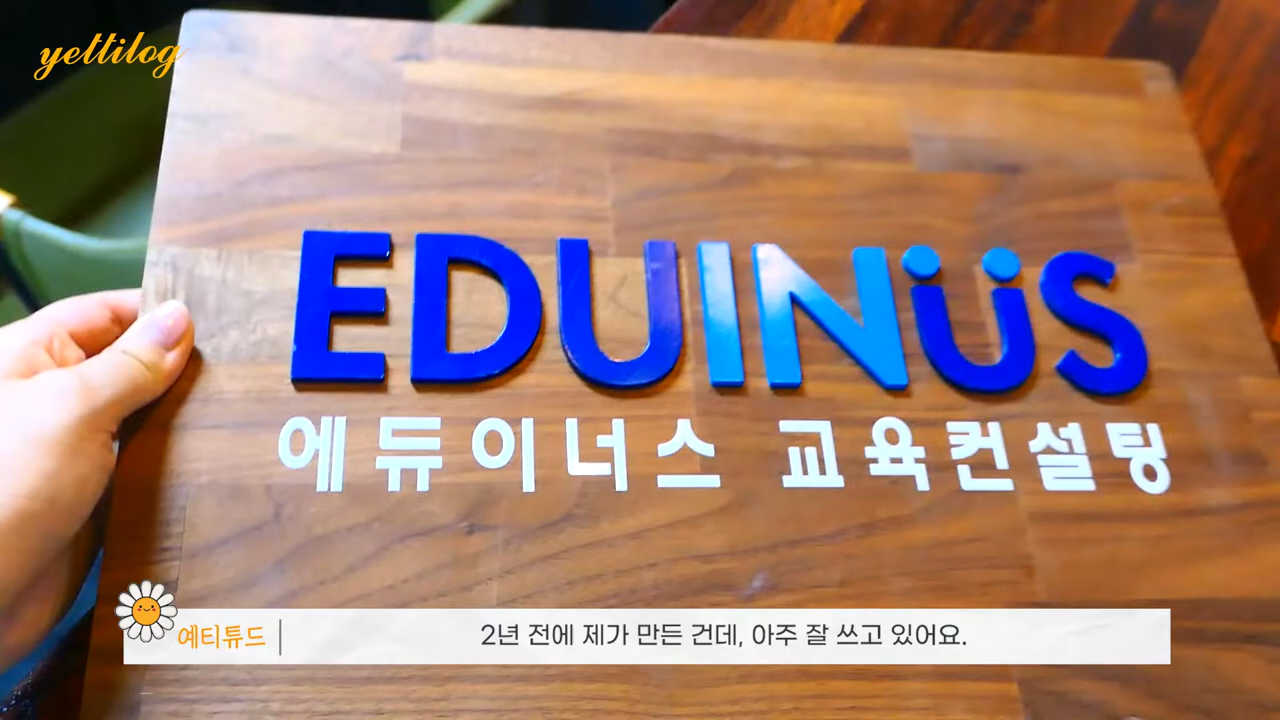 yettilog
EDUINÜS
에듀이너스 교육컨설팅
예티튜드
2년 전에 제가 만든 건데, 아주 잘 쓰고 있어요.